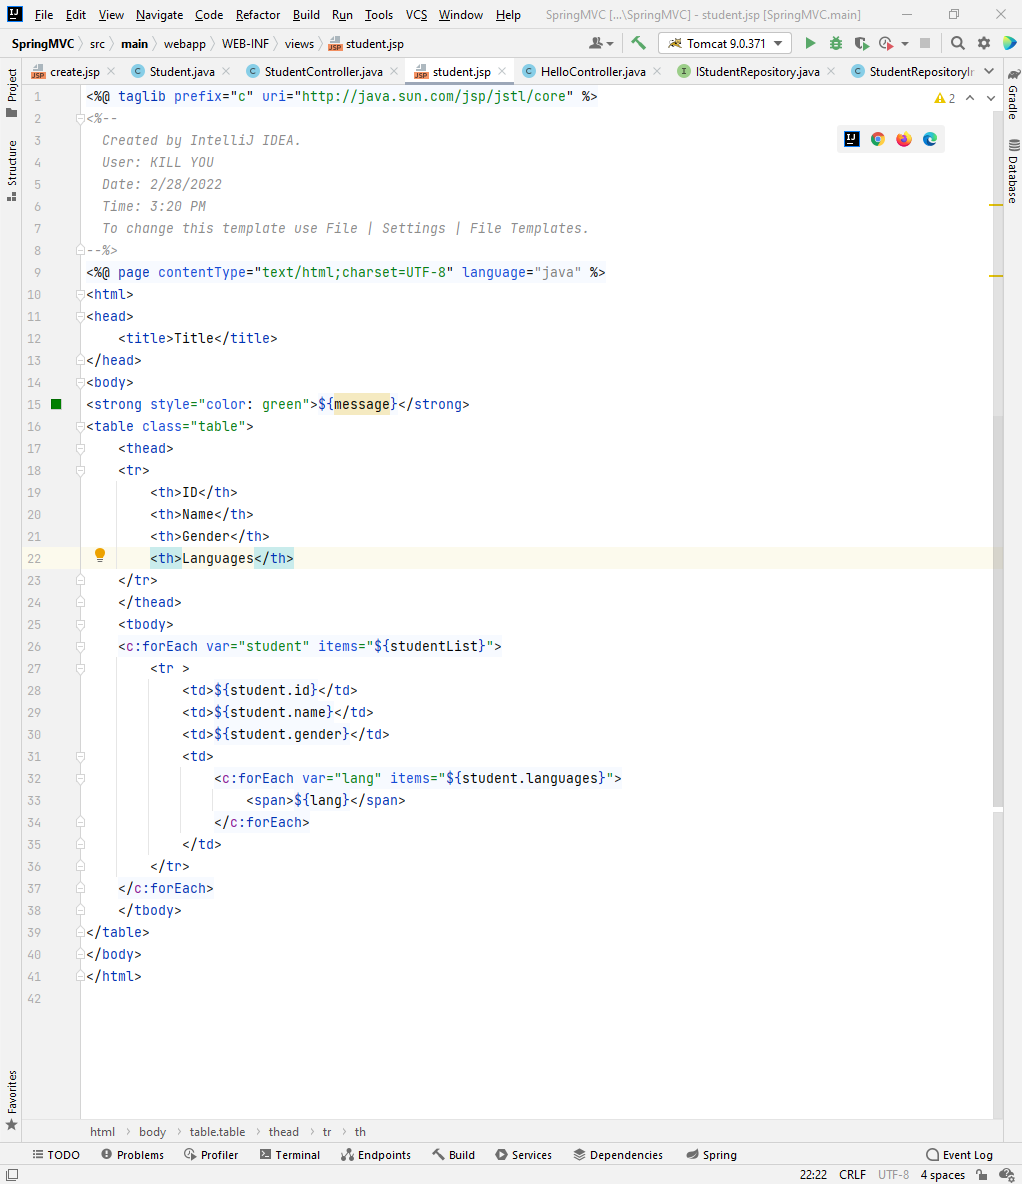 File Edit View Navigate Code Refactor Build Run Tools VCS Window Help SpringMVC [...\SpringMVC] - student.jsp [SpringMVC.main]
SpringMVC src main webapp WEB-INF views student.jsp Tomcat 9.0.371
create.jsp Student.java StudentController.java student.jsp HelloController.java IStudentRepository.java StudentRepositoryIr
Project
Structure
Favorites
Gradle
Database
2
1 <%@ taglib prefix="c" uri="http://java.sun.com/jsp/jstl/core" %>
2 <%--
3 Created by IntelliJ IDEA.
4 User: KILL YOU
5 Date: 2/28/2022
6 Time: 3:20 PM
7 To change this template use File | Settings | File Templates.
8 --%>
9 <%@ page contentType="text/html;charset=UTF-8" language="java" %>
10 <html>
11 <head>
12 <title>Title</title>
13 </head>
14 <body>
15 <strong style="color: green">${message}</strong>
16 <table class="table">
17 <thead>
18 <tr>
19 <th>ID</th>
20 <th>Name</th>
21 <th>Gender</th>
22 <th>Languages</th>
23 </tr>
24 </thead>
25 <tbody>
26 <c:forEach var="student" items="${studentList}">
27 <tr >
28 <td>${student.id}</td>
29 <td>${student.name}</td>
30 <td>${student.gender}</td>
31 <td>
32 <c:forEach var="lang" items="${student.languages}">
33 <span>${lang}</span>
34 </c:forEach>
35 </td>
36 </tr>
37 </c:forEach>
38 </tbody>
39 </table>
40 </body>
41 </html>
42
html body table.table thead tr th
TODO Problems Profiler Terminal Endpoints Build Services Dependencies Spring Event Log
22:22 CRLF UTF-8 4 spaces